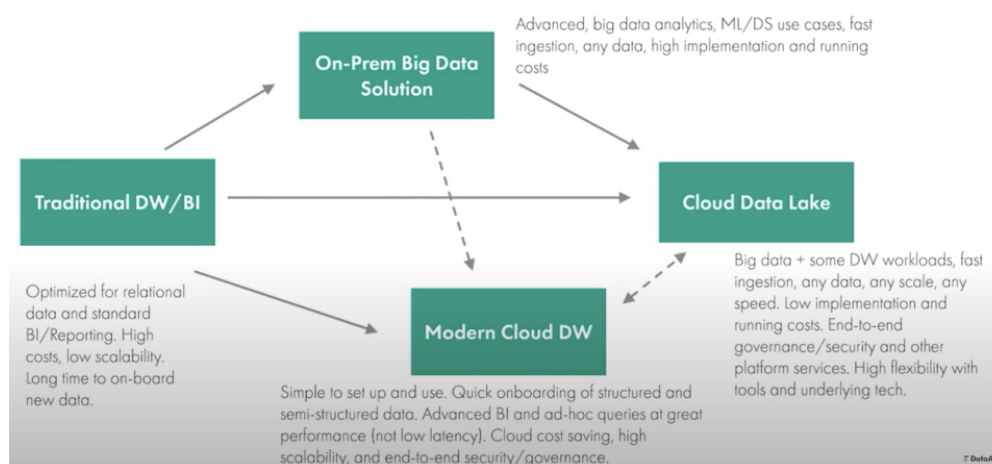 Advanced, big data analytics, ML/DS use cases, fast
ingestion, any data, high implementation and running
costs
On-Prem Big Data
Solution
Traditional DW/BI
Cloud Data Lake
Optimized for relational
data and standard
BI/Reporting. High
costs, low scalability.
Long time to on-board
new data.
Modern Cloud DW
Big data + some DW workloads, fast
ingestion, any data, any scale, any
speed. Low implementation and
running costs. End-to-end
governance/security and other
platform services. High flexibility with
tools and underlying tech.
Simple to set up and use. Quick onboarding of structured and
semi-structured data. Advanced BI and ad-hoc queries at great
performance (not low latency). Cloud cost saving, high
scalability, and end-to-end security/governance.